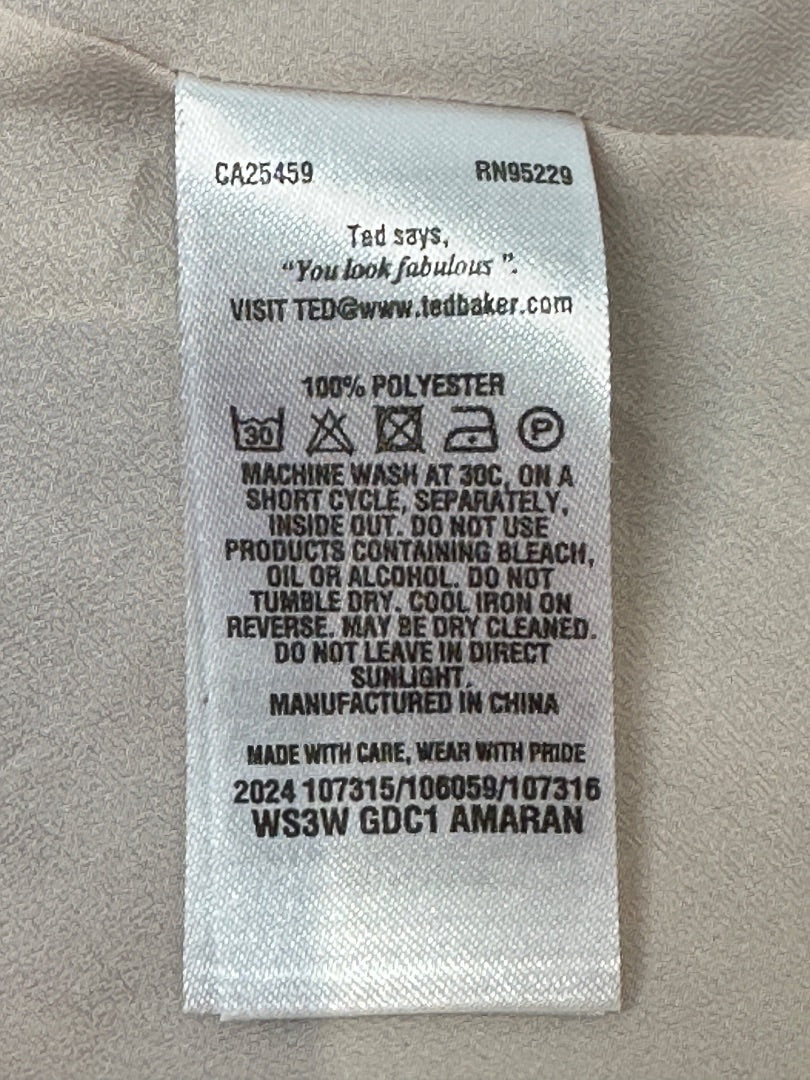 CA25459 RN95229
Ted says,
“You look fabulous ”.
VISIT TED@www.tedbaker.com
100% POLYESTER
30 P
MACHINE WASH AT 30C, ON A
SHORT CYCLE, SEPARATELY,
INSIDE OUT. DO NOT USE
PRODUCTS CONTAINING BLEACH,
OIL OR ALCOHOL. DO NOT
TUMBLE DRY. COOL IRON ON
REVERSE. MAY BE DRY CLEANED.
DO NOT LEAVE IN DIRECT
SUNLIGHT.
MANUFACTURED IN CHINA
MADE WITH CARE, WEAR WITH PRIDE
2024 107315/106059/107316
WS3W GDC1 AMARAN